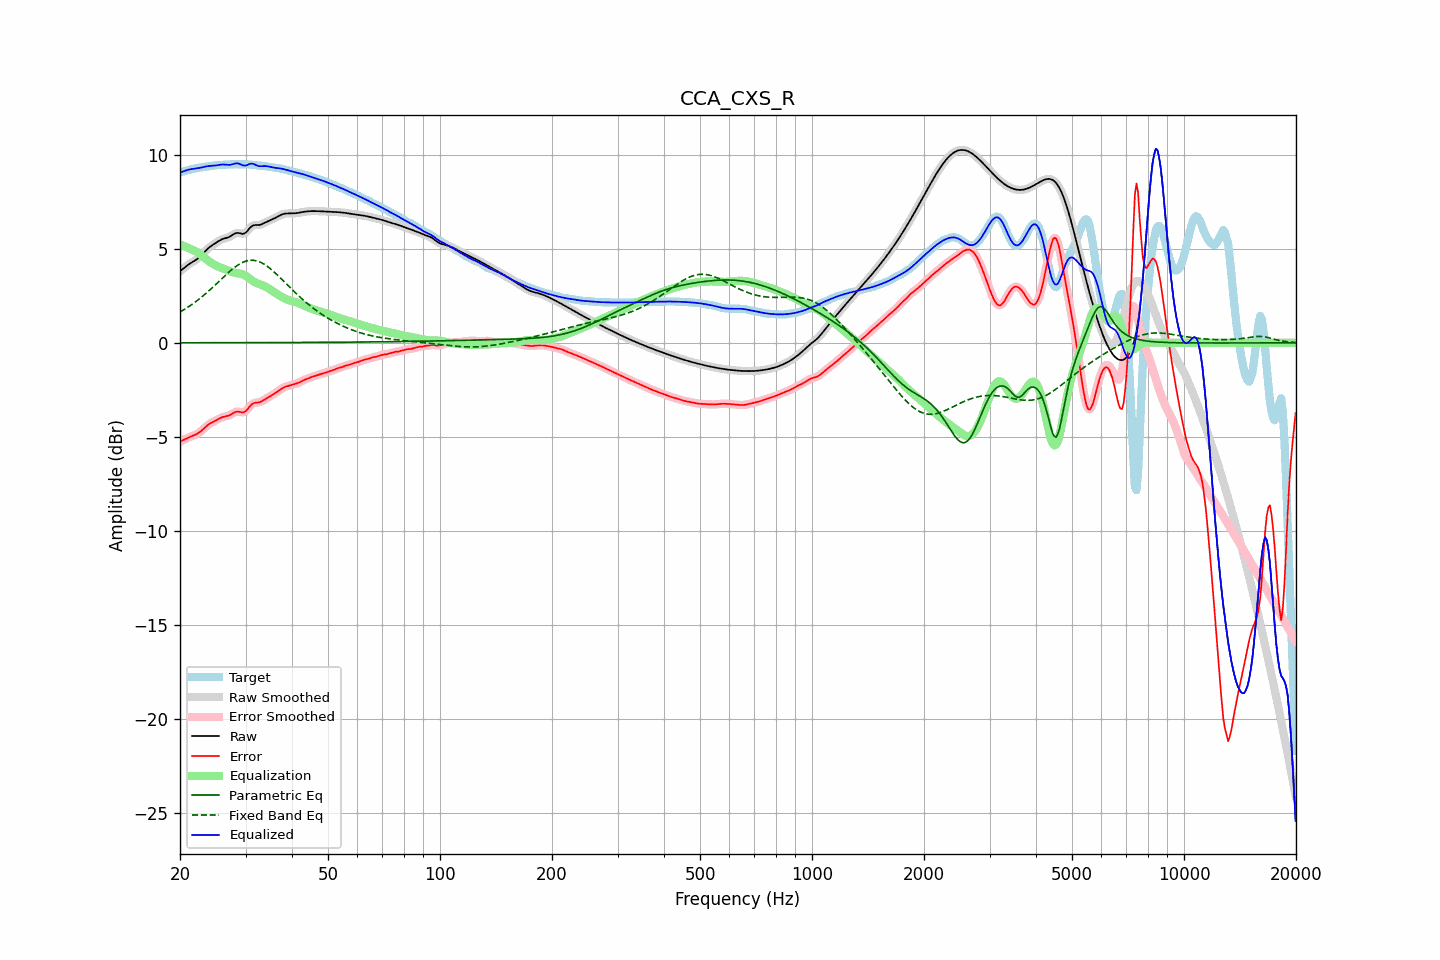 CCA_CXS_R
Amplitude (dBr)
10
5
0
−5
−10
−15
−20
−25
Target
Raw Smoothed
Error Smoothed
Raw
Error
Equalization
Parametric Eq
Fixed Band Eq
Equalized
20 50 100 200 500 1000 2000 5000 10000 20000
Frequency (Hz)